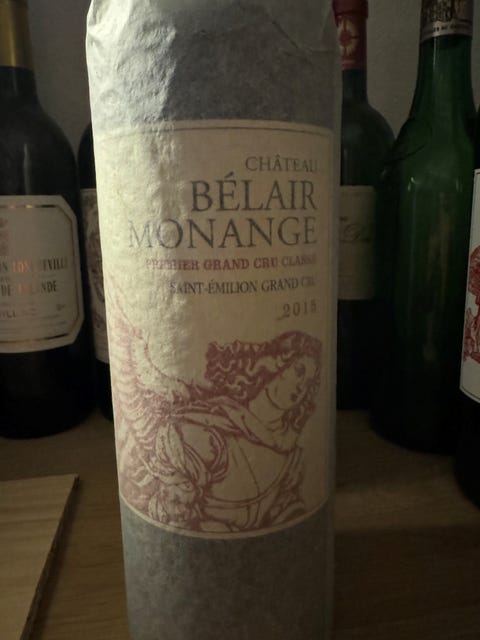 CHÂTEAU
BÉLAIR
MONANGE
PREMIER GRAND CRU CLASSÉ
SAINT-ÉMILION GRAND CRU
2015